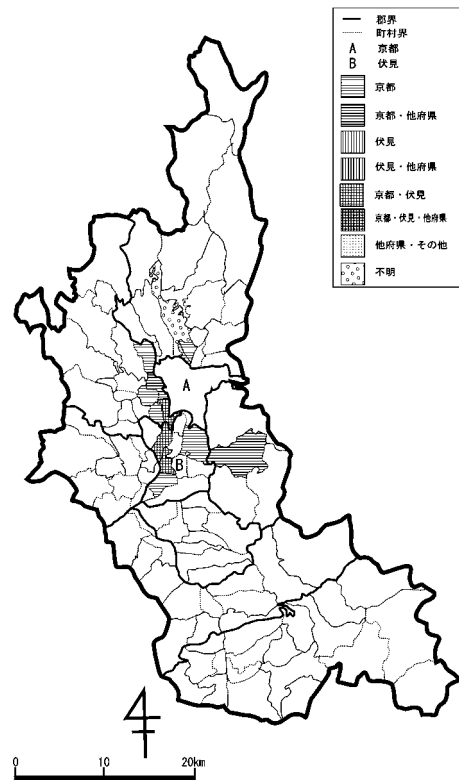 郡界
町村界
A 京都
B 伏見
京都
京都・他府県
伏見
伏見・他府県
京都・伏見
京都・伏見・他府県
他府県・その他
不明
A
B
0 10 20km